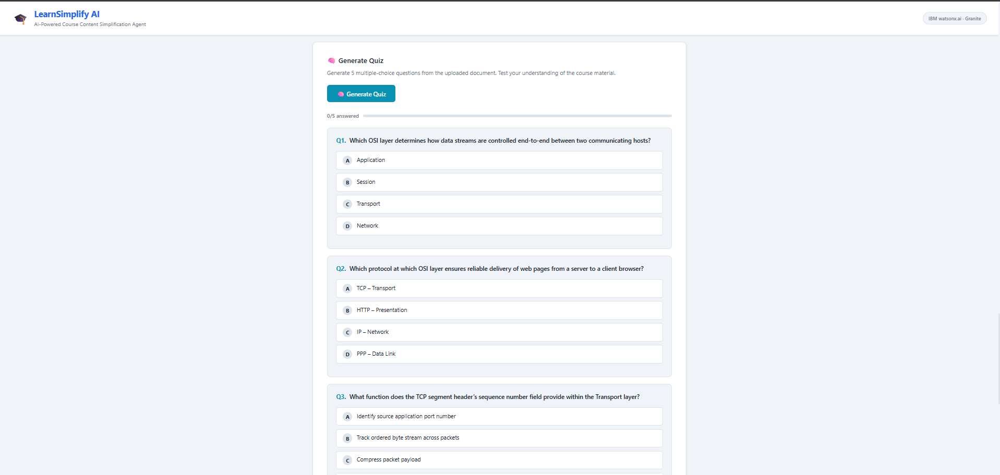 LearnSimplify AI
AI-Powered Course Content Simplification Agent
IBM watsonx.ai · Granite
Generate Quiz
Generate 5 multiple-choice questions from the uploaded document. Test your understanding of the course material.
Generate Quiz
0/5 answered
Q1. Which OSI layer determines how data streams are controlled end-to-end between two communicating hosts?
A Application
B Session
C Transport
D Network
Q2. Which protocol at which OSI layer ensures reliable delivery of web pages from a server to a client browser?
A TCP – Transport
B HTTP – Presentation
C IP – Network
D PPP – Data Link
Q3. What function does the TCP segment header’s sequence number field provide within the Transport layer?
A Identify source application port number
B Track ordered byte stream across packets
C Compress packet payload